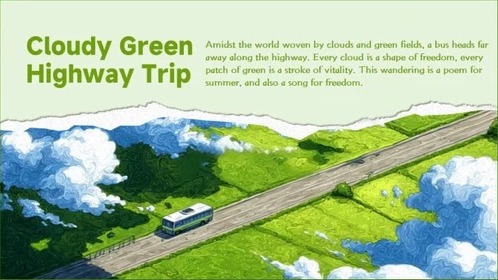 Cloudy Green
Highway Trip
Amidst the world woven by clouds and green fields, a bus heads far
away along the highway. Every cloud is a shape of freedom, every
patch of green is a stroke of vitality. This wandering is a poem for
summer, and also a song for freedom.